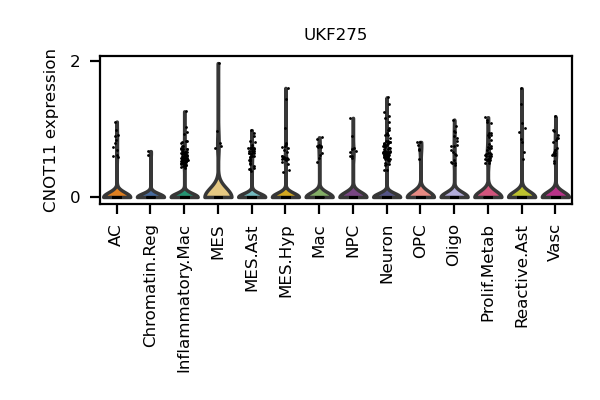 UKF275
CNOT11 expression
2
0
AC
Chromatin.Reg
Inflammatory.Mac
MES
MES.Ast
MES.Hyp
Mac
NPC
Neuron
OPC
Oligo
Prolif.Metab
Reactive.Ast
Vasc